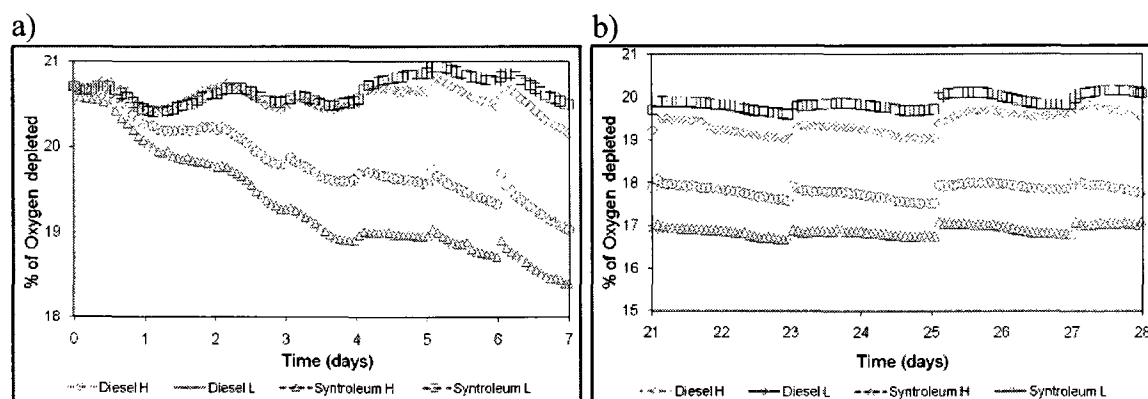 a)
21
20
19
18
% of Oxygen depleted
0 1 2 3 4 5 6 7
Time (days)
Diesel H Diesel L Syntroleum H Syntroleum L
b)
21
20
19
18
17
16
15
% of Oxygen depleted
21 22 23 24 25 26 27 28
Time (days)
Diesel H Diesel L Syntroleum H Syntroleum L